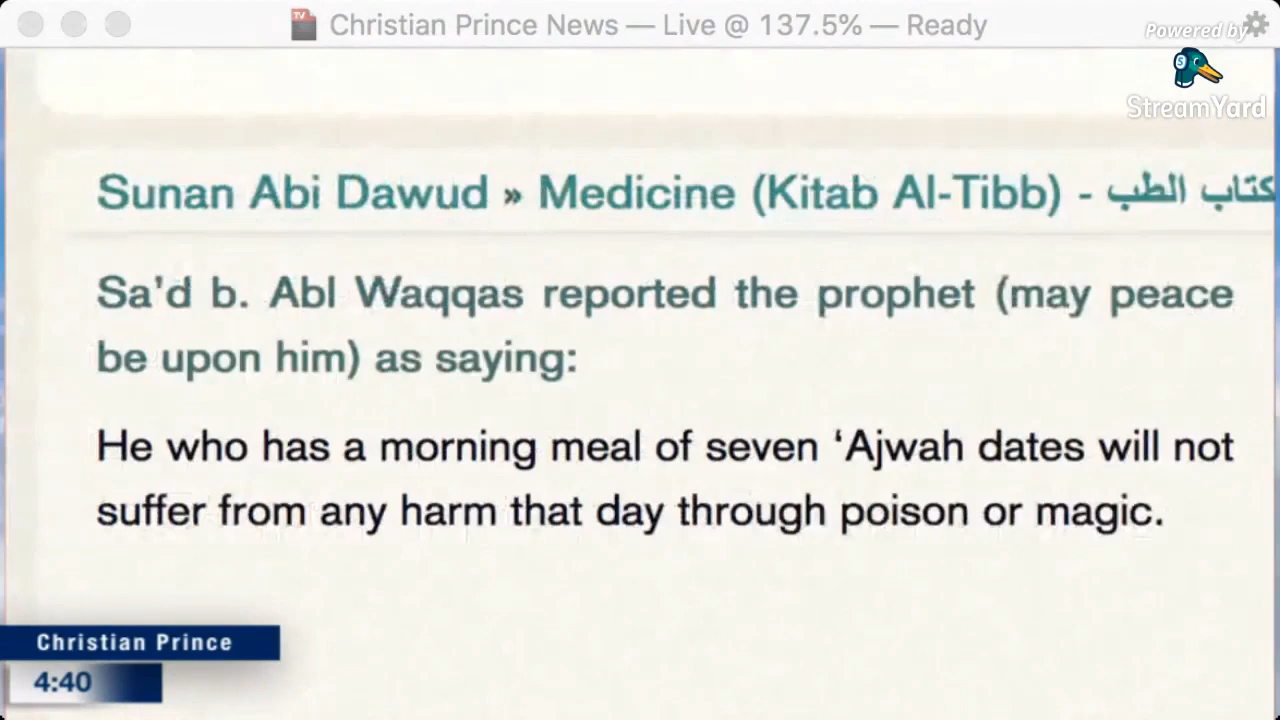 Christian Prince News — Live @ 137.5% — Ready
Powered by
StreamYard
Sunan Abi Dawud » Medicine (Kitab Al-Tibb) - كتاب الطب
Sa’d b. Abl Waqqas reported the prophet (may peace
be upon him) as saying:
He who has a morning meal of seven ‘Ajwah dates will not
suffer from any harm that day through poison or magic.
Christian Prince
4:40